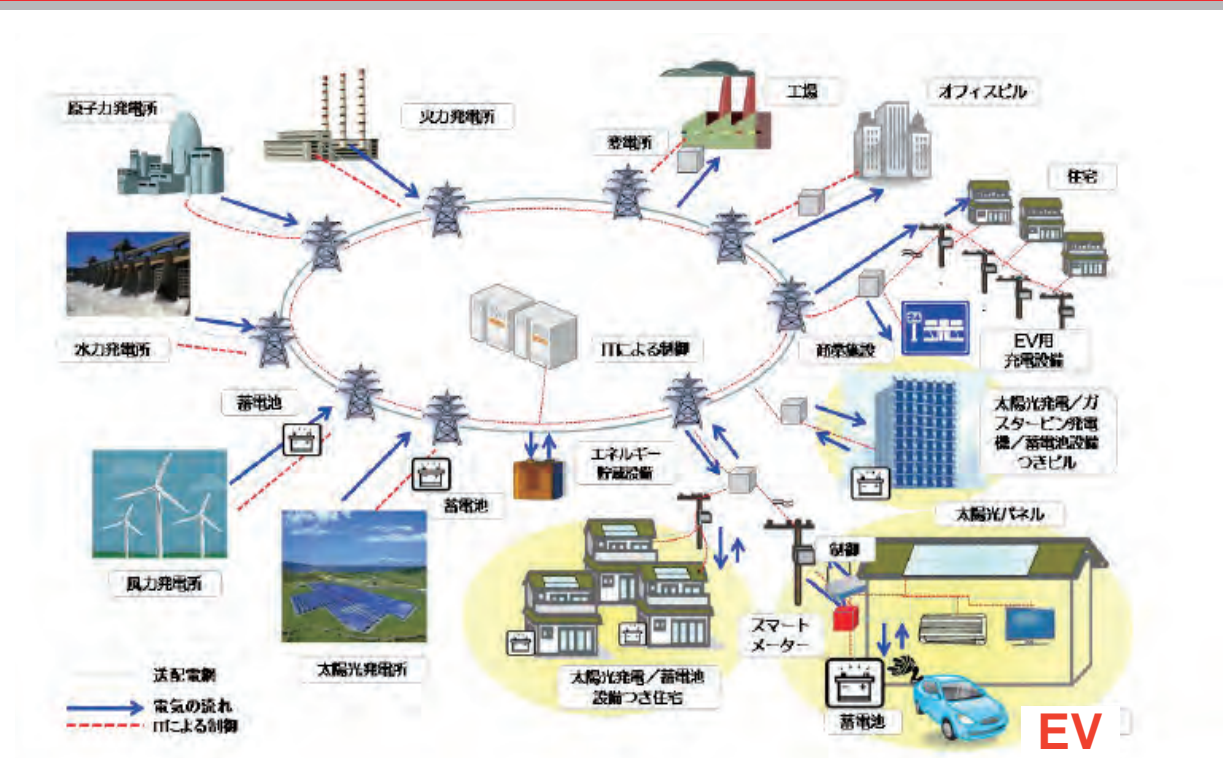 原子力発電所
火力発電所
変電所
工場
オフィスビル
住宅
水力発電所
ITによる制御
商業集設
EV用
充電設備
蓄電池
エネルギー
貯蔵設備
太陽光発電/ガ
スタービン発電
機/蓄電池設備
つきビル
蓄電池
風力発電所
太陽光パネル
制御
スマート
メーター
太陽光発電所
太陽光発電/蓄電池
設備つき住宅
蓄電池
EV
送配電網
電気の流れ
ITによる制御